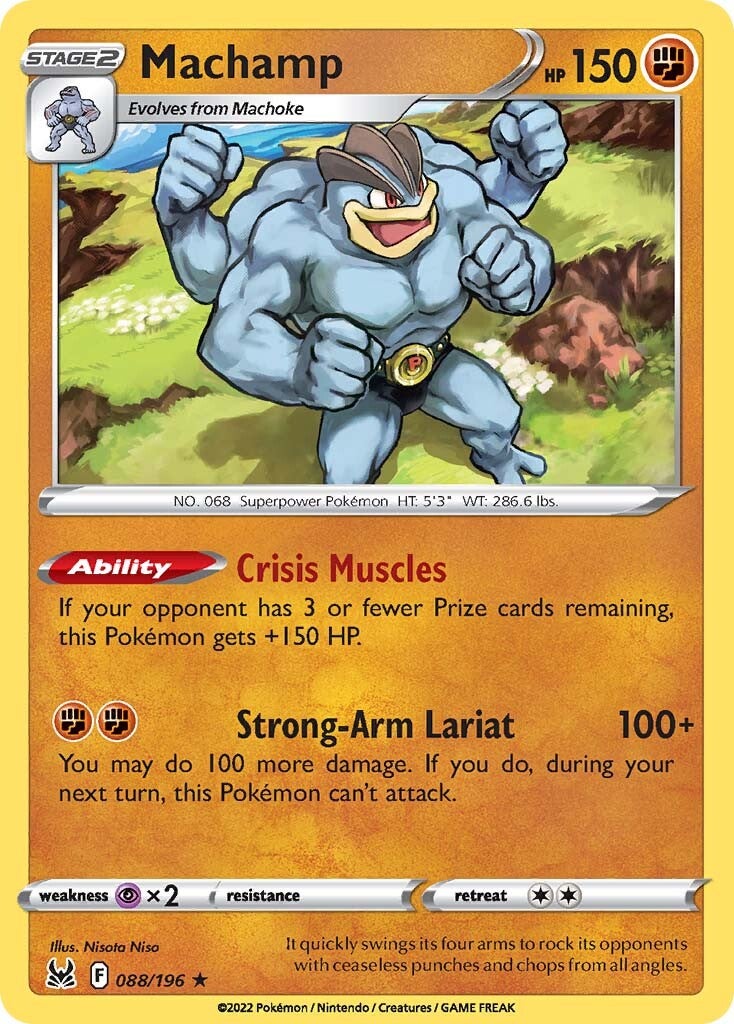 STAGE2
Machamp
HP 150
Evolves from Machoke
P
NO. 068 Superpower Pokémon HT: 5'3" WT: 286.6 lbs.
Ability Crisis Muscles
If your opponent has 3 or fewer Prize cards remaining,
this Pokémon gets +150 HP.
Strong-Arm Lariat 100+
You may do 100 more damage. If you do, during your
next turn, this Pokémon can't attack.
weakness ×2 resistance retreat
Illus. Nisota Niso
It quickly swings its four arms to rock its opponents
with ceaseless punches and chops from all angles.
F 088/196 ★
©2022 Pokémon / Nintendo / Creatures / GAME FREAK